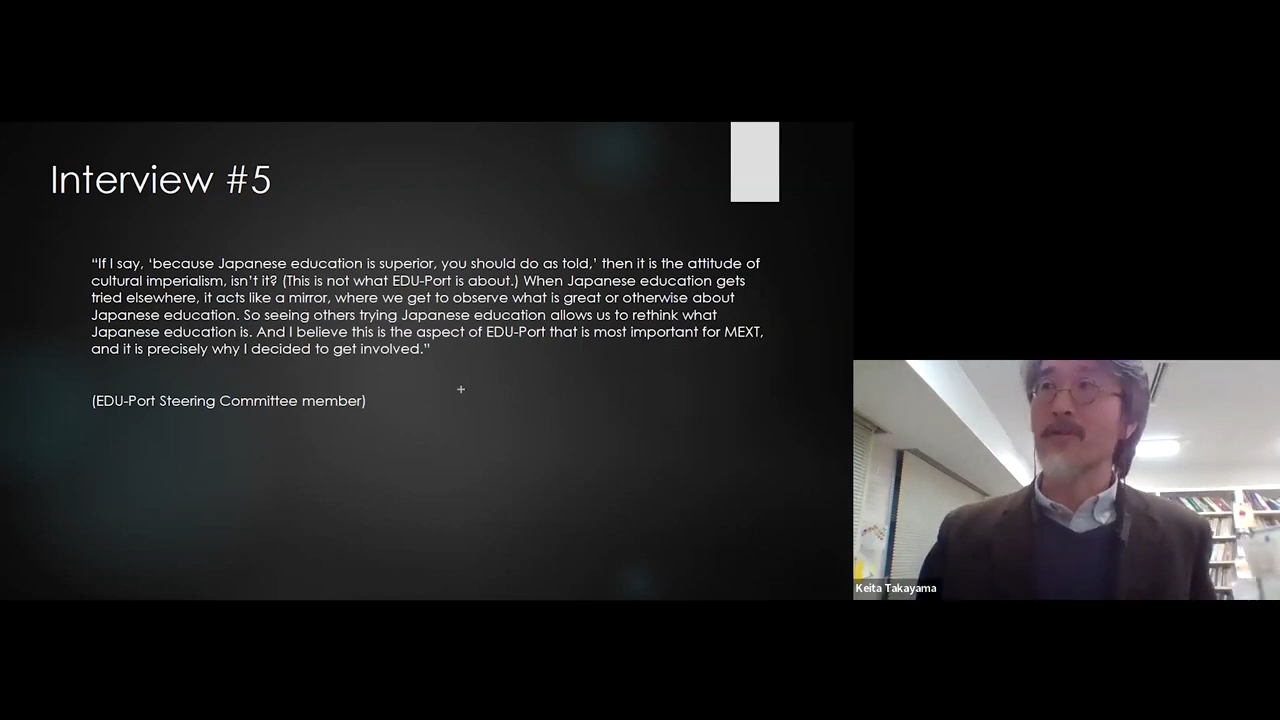 Interview #5
“If I say, ‘because Japanese education is superior, you should do as told,’ then it is the attitude of
cultural imperialism, isn’t it? (This is not what EDU-Port is about.) When Japanese education gets
tried elsewhere, it acts like a mirror, where we get to observe what is great or otherwise about
Japanese education. So seeing others trying Japanese education allows us to rethink what
Japanese education is. And I believe this is the aspect of EDU-Port that is most important for MEXT,
and it is precisely why I decided to get involved.”
(EDU-Port Steering Committee member)
Keita Takayama